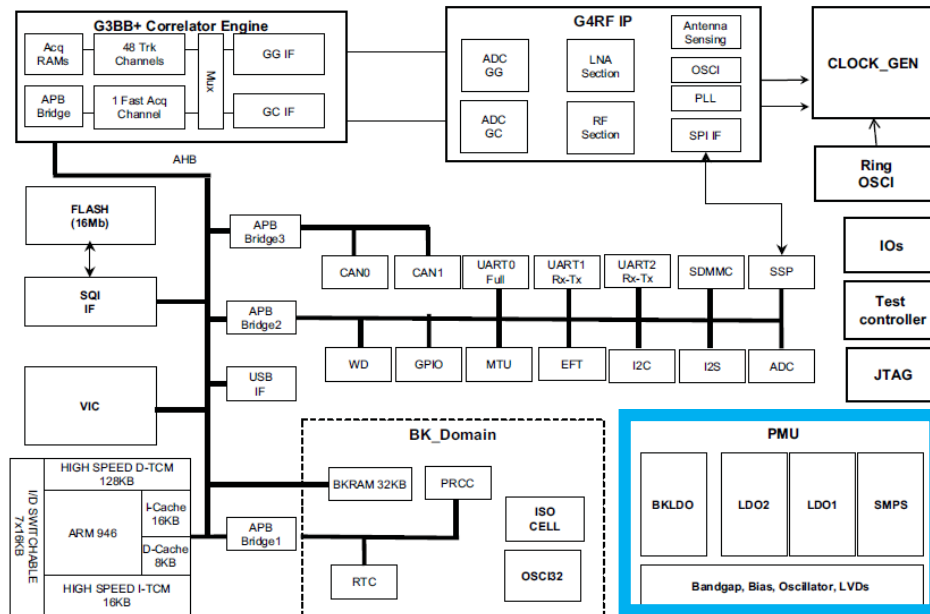 G3BB+ Correlator Engine
Acq
RAMs
48 Trk
Channels
Mux
GG IF
APB
Bridge
1 Fast Acq
Channel
GC IF
G4RF IP
ADC
GG
LNA
Section
Antenna
Sensing
OSCI
PLL
ADC
GC
RF
Section
SPI IF
CLOCK_GEN
Ring
OSCI
AHB
FLASH
(16Mb)
SQI
IF
APB
Bridge3
CAN0
CAN1
UART0
Full
UART1
Rx-Tx
UART2
Rx-Tx
SDMMC
SSP
IOs
APB
Bridge2
Test
controller
WD
GPIO
MTU
EFT
I2C
I2S
ADC
JTAG
USB
IF
VIC
BK_Domain
BKRAM 32KB
PRCC
ISO
CELL
APB
Bridge1
RTC
OSCI32
I/D SWITCHABLE
7x16KB
HIGH SPEED D-TCM
128KB
ARM 946
I-Cache
16KB
D-Cache
8KB
HIGH SPEED I-TCM
16KB
PMU
BKLDO
LDO2
LDO1
SMPS
Bandgap, Bias, Oscillator, LVDs